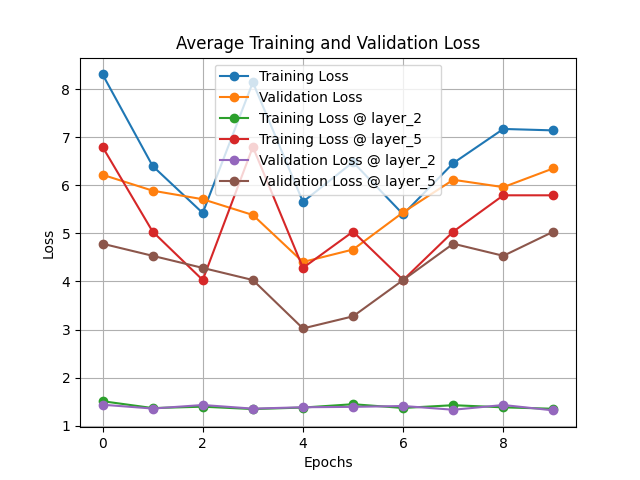 Average Training and Validation Loss
Training Loss
Validation Loss
Training Loss @ layer_2
Training Loss @ layer_5
Validation Loss @ layer_2
Validation Loss @ layer_5
Loss
8
7
6
5
4
3
2
1
0 2 4 6 8
Epochs